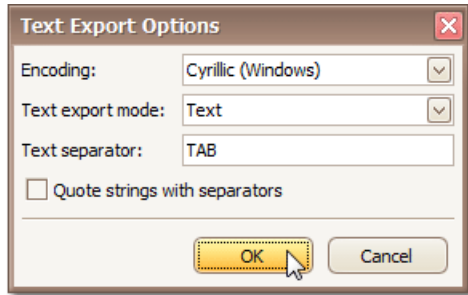 Text Export Options
Encoding: Cyrillic (Windows)
Text export mode: Text
Text separator: TAB
Quote strings with separators
OK Cancel